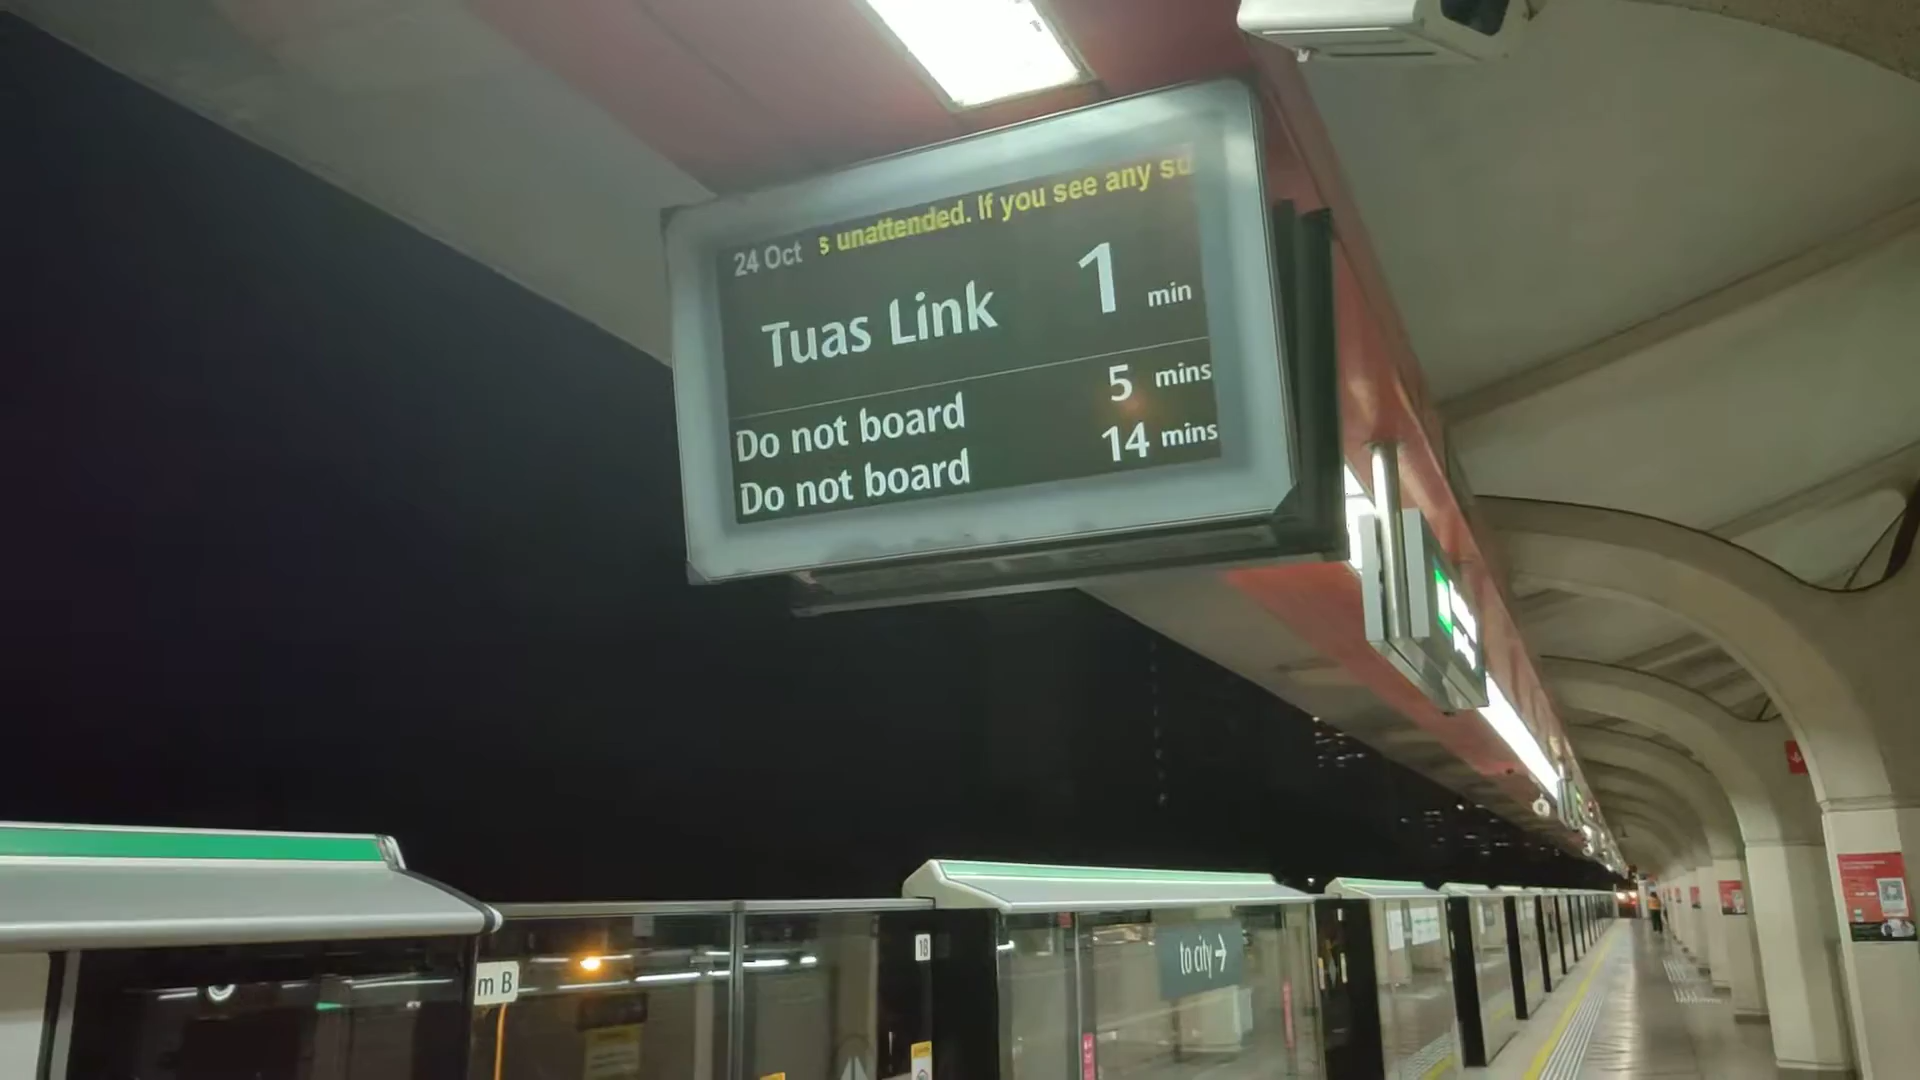 24 Oct s unattended. If you see any su
Tuas Link 1 min
Do not board 5 mins
Do not board 14 mins
m B
18
to city →